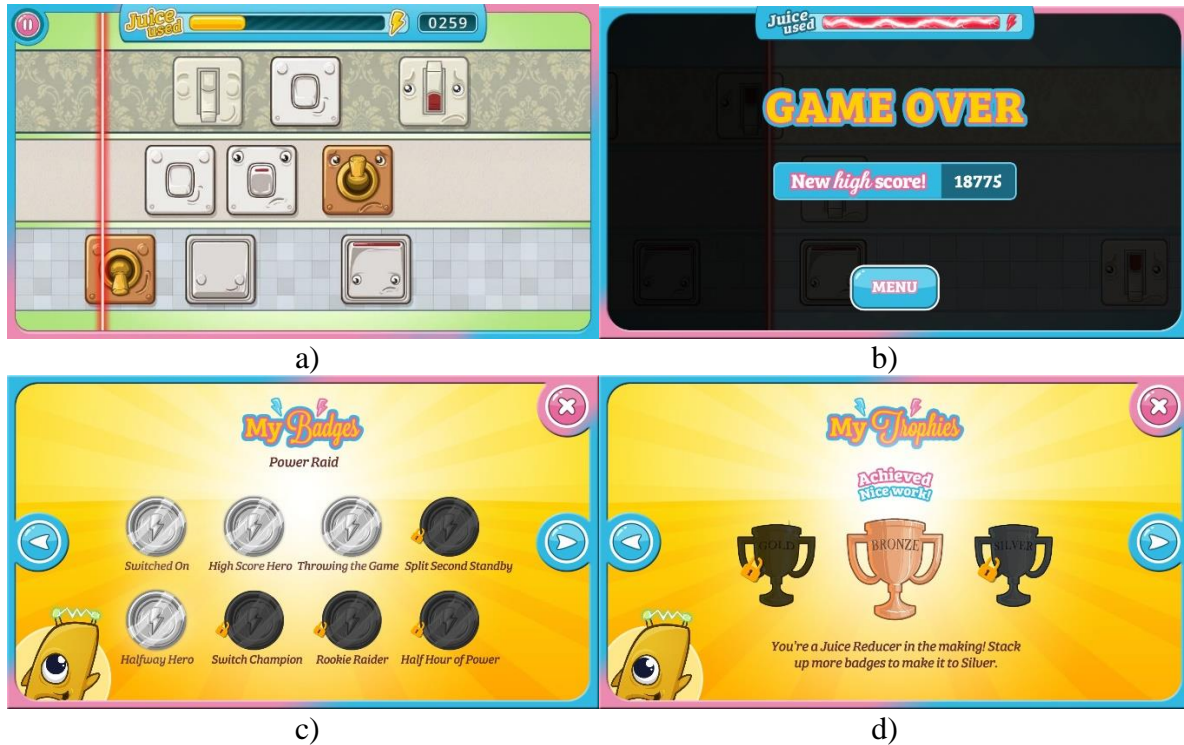 Juice used
0259
Juice used
GAME OVER
New high score! 18775
MENU
a)
b)
My Badges
Power Raid
Switched On High Score Hero Throwing the Game Split Second Standby
Halfway Hero Switch Champion Rookie Raider Half Hour of Power
My Trophies
Achieved
Nice work!
GOLD BRONZE SILVER
You're a Juice Reducer in the making! Stack
up more badges to make it to Silver.
c)
d)